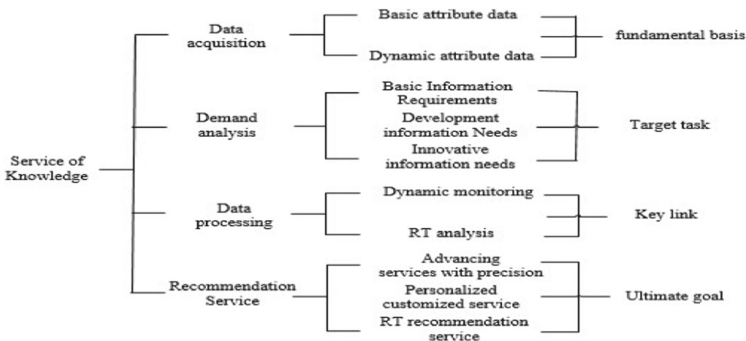 Service of
Knowledge
Data
acquisition
Basic attribute data
Dynamic attribute data
fundamental basis
Demand
analysis
Basic Information
Requirements
Development
information Needs
Innovative
information needs
Target task
Data
processing
Dynamic monitoring
RT analysis
Key link
Recommendation
Service
Advancing
services with precision
Personalized
customized service
RT recommendation
service
Ultimate goal